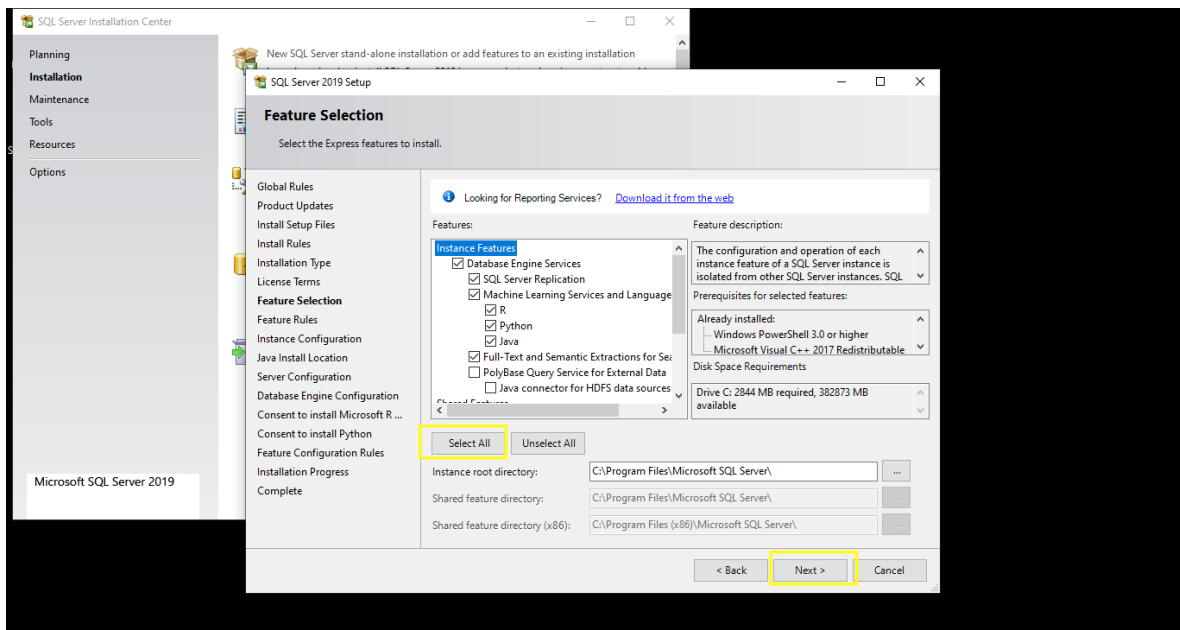 SQL Server Installation Center
Planning
Installation
Maintenance
Tools
Resources
Options
Microsoft SQL Server 2019
New SQL Server stand-alone installation or add features to an existing installation
SQL Server 2019 Setup
Feature Selection
Select the Express features to install.
Global Rules
Product Updates
Install Setup Files
Install Rules
Installation Type
License Terms
Feature Selection
Feature Rules
Instance Configuration
Java Install Location
Server Configuration
Database Engine Configuration
Consent to install Microsoft R ...
Consent to install Python
Feature Configuration Rules
Installation Progress
Complete
Looking for Reporting Services? Download it from the web
Features:
Instance Features
Database Engine Services
SQL Server Replication
Machine Learning Services and Language
R
Python
Java
Full-Text and Semantic Extractions for Sea
PolyBase Query Service for External Data
Java connector for HDFS data sources
Shared Features
Feature description:
The configuration and operation of each
instance feature of a SQL Server instance is
isolated from other SQL Server instances. SQL
Prerequisites for selected features:
Already installed:
Windows PowerShell 3.0 or higher
Microsoft Visual C++ 2017 Redistributable
Disk Space Requirements
Drive C: 2844 MB required, 382873 MB
available
Select All Unselect All
Instance root directory: C:\Program Files\Microsoft SQL Server\ ...
Shared feature directory: C:\Program Files\Microsoft SQL Server\ ...
Shared feature directory (x86): C:\Program Files (x86)\Microsoft SQL Server\ ...
< Back Next > Cancel